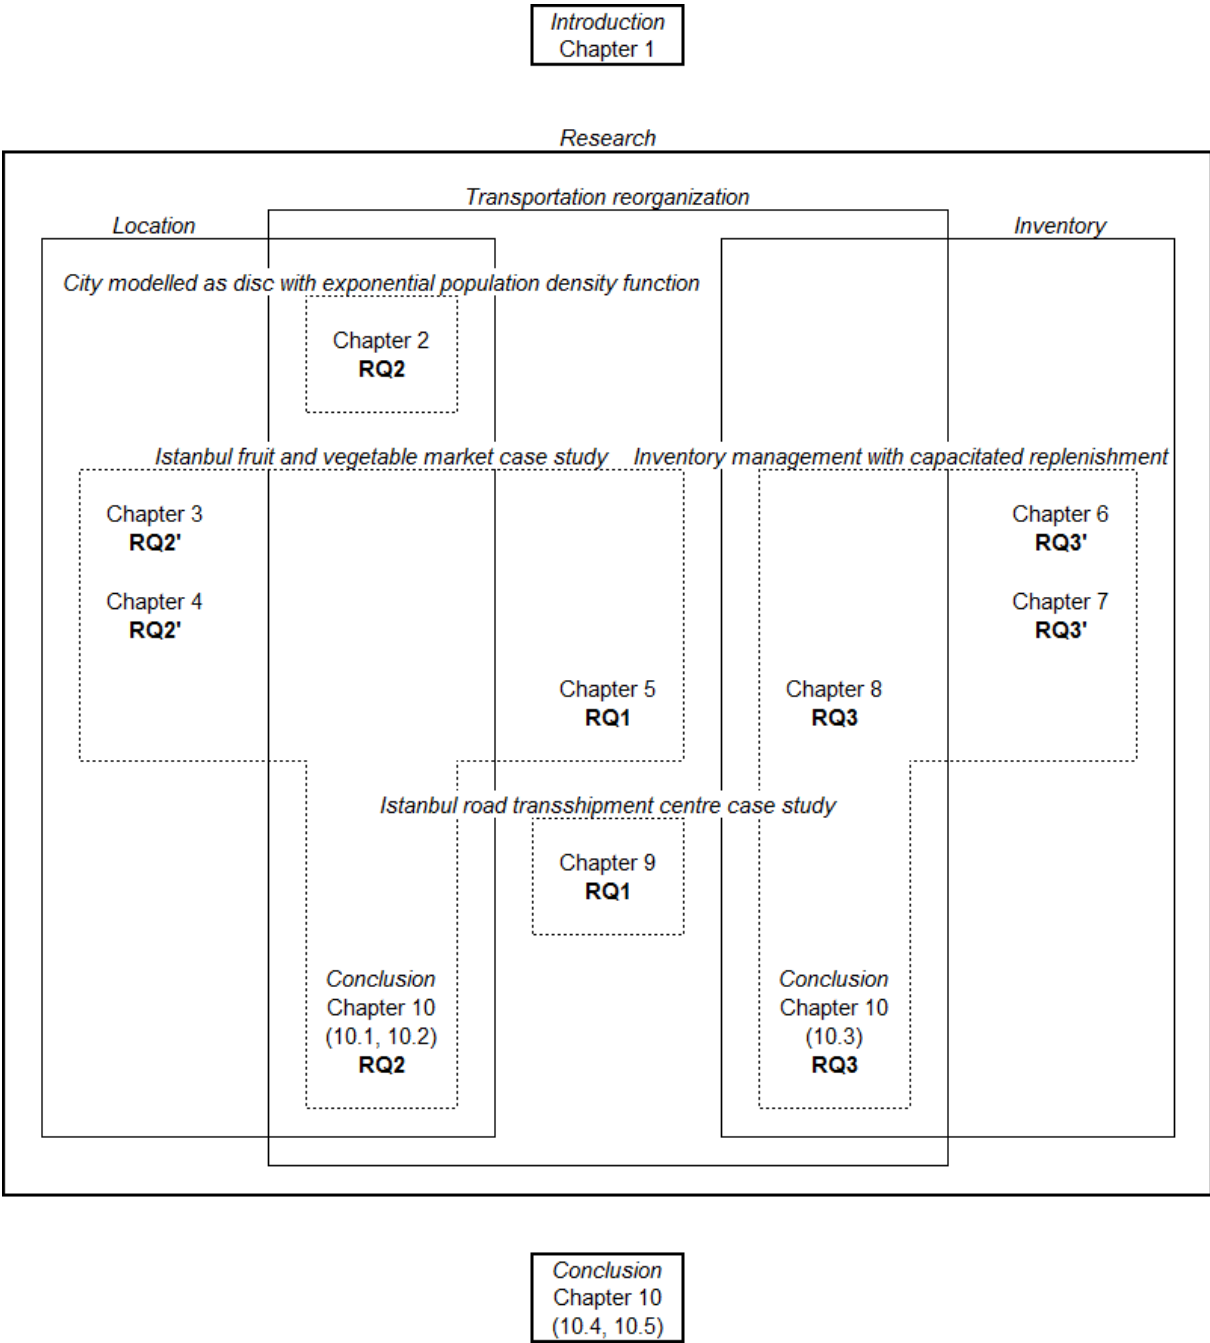 Introduction
Chapter 1
Research
Transportation reorganization
Location
Inventory
City modelled as disc with exponential population density function
Chapter 2
RQ2
Istanbul fruit and vegetable market case study
Inventory management with capacitated replenishment
Chapter 3
RQ2'
Chapter 6
RQ3'
Chapter 4
RQ2'
Chapter 7
RQ3'
Chapter 5
RQ1
Chapter 8
RQ3
Istanbul road transshipment centre case study
Chapter 9
RQ1
Conclusion
Chapter 10
(10.1, 10.2)
RQ2
Conclusion
Chapter 10
(10.3)
RQ3
Conclusion
Chapter 10
(10.4, 10.5)